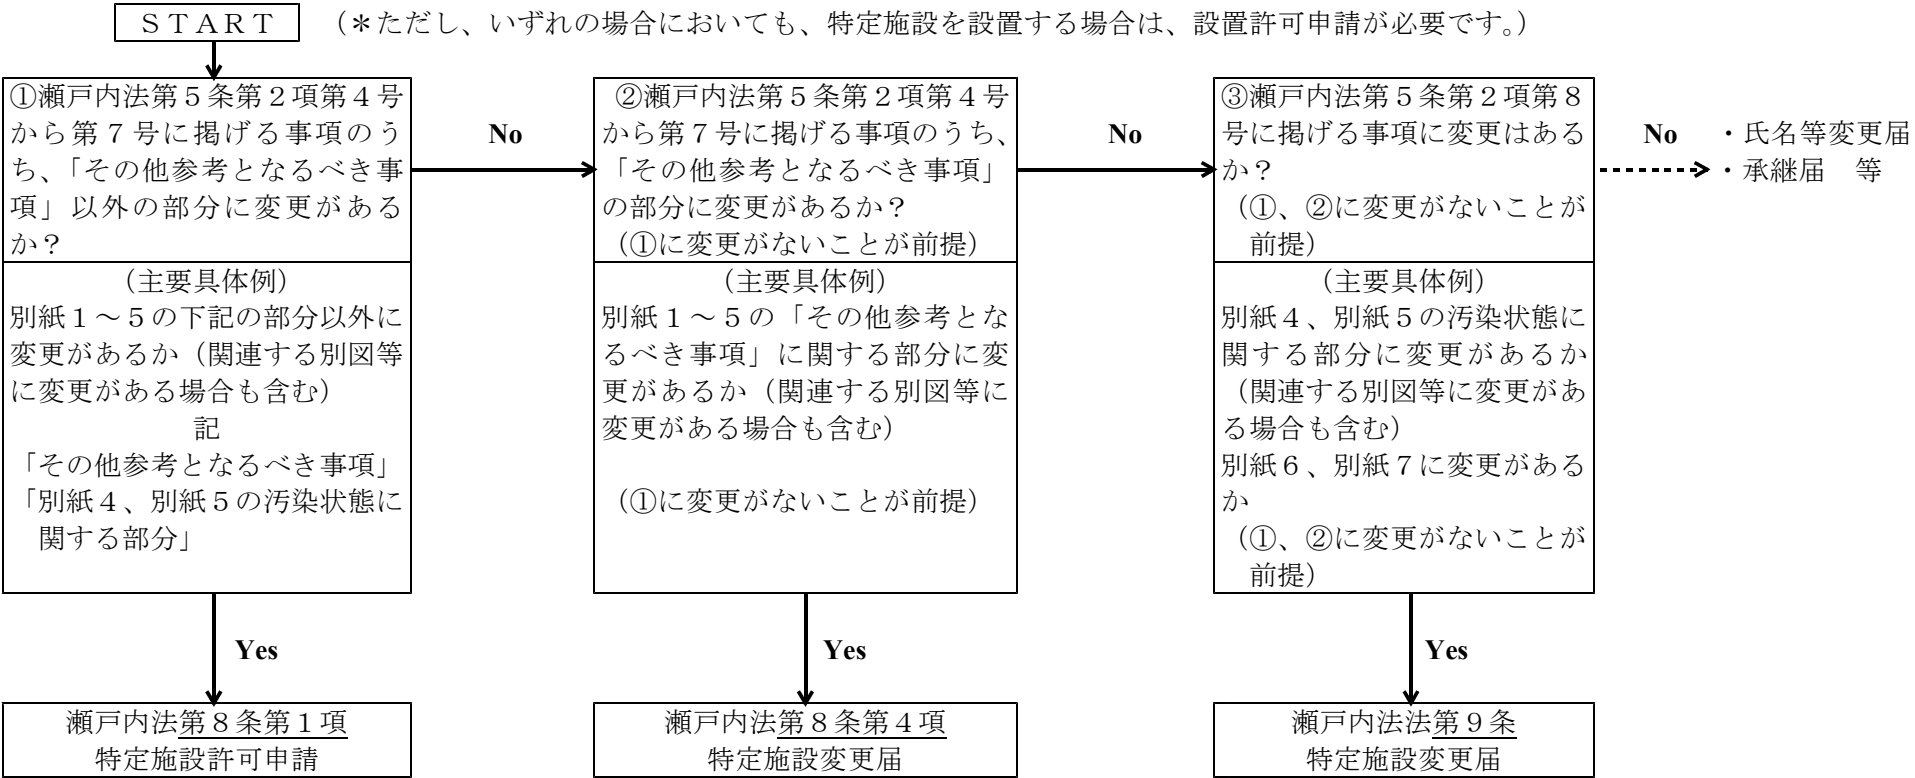 ＳＴＡＲＴ （＊ただし、いずれの場合においても、特定施設を設置する場合は、設置許可申請が必要です。）
①瀬戸内法第５条第２項第４号
から第７号に掲げる事項のう
ち、「その他参考となるべき事
項」以外の部分に変更がある
か？
（主要具体例）
別紙１～５の下記の部分以外に
変更があるか（関連する別図等
に変更がある場合も含む）
記
「その他参考となるべき事項」
「別紙４、別紙５の汚染状態に
関する部分」
Yes
瀬戸内法第８条第１項
特定施設許可申請
No
②瀬戸内法第５条第２項第４号
から第７号に掲げる事項のうち、
「その他参考となるべき事項」
の部分に変更があるか？
（①に変更がないことが前提）
（主要具体例）
別紙１～５の「その他参考とな
るべき事項」に関する部分に変
更があるか（関連する別図等に
変更がある場合も含む）
（①に変更がないことが前提）
Yes
瀬戸内法第８条第４項
特定施設変更届
No
③瀬戸内法第５条第２項第８
号に掲げる事項に変更はある
か？
（①、②に変更がないことが
前提）
（主要具体例）
別紙４、別紙５の汚染状態に
関する部分に変更があるか
（関連する別図等に変更があ
る場合も含む）
別紙６、別紙７に変更がある
か
（①、②に変更がないことが
前提）
Yes
瀬戸内法法第９条
特定施設変更届
No
・氏名等変更届
・承継届　等